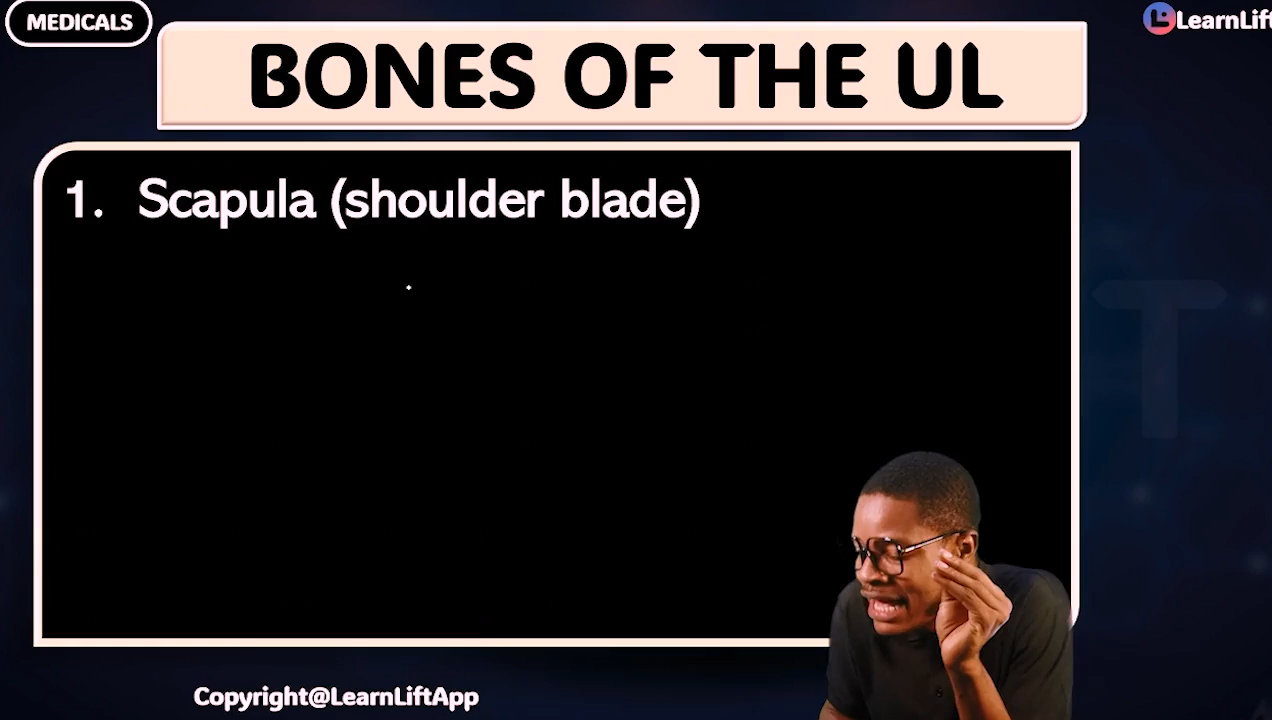 MEDICALS
LearnLift
BONES OF THE UL
1. Scapula (shoulder blade)
Copyright@LearnLiftApp